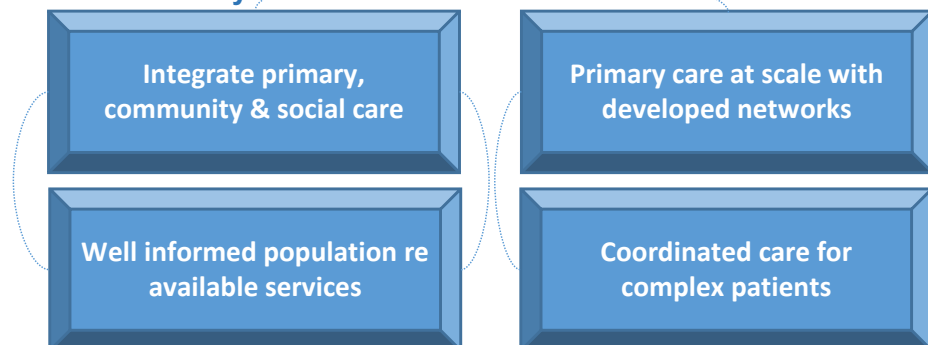 Integrate primary,
community & social care
Primary care at scale with
developed networks
Well informed population re
available services
Coordinated care for
complex patients